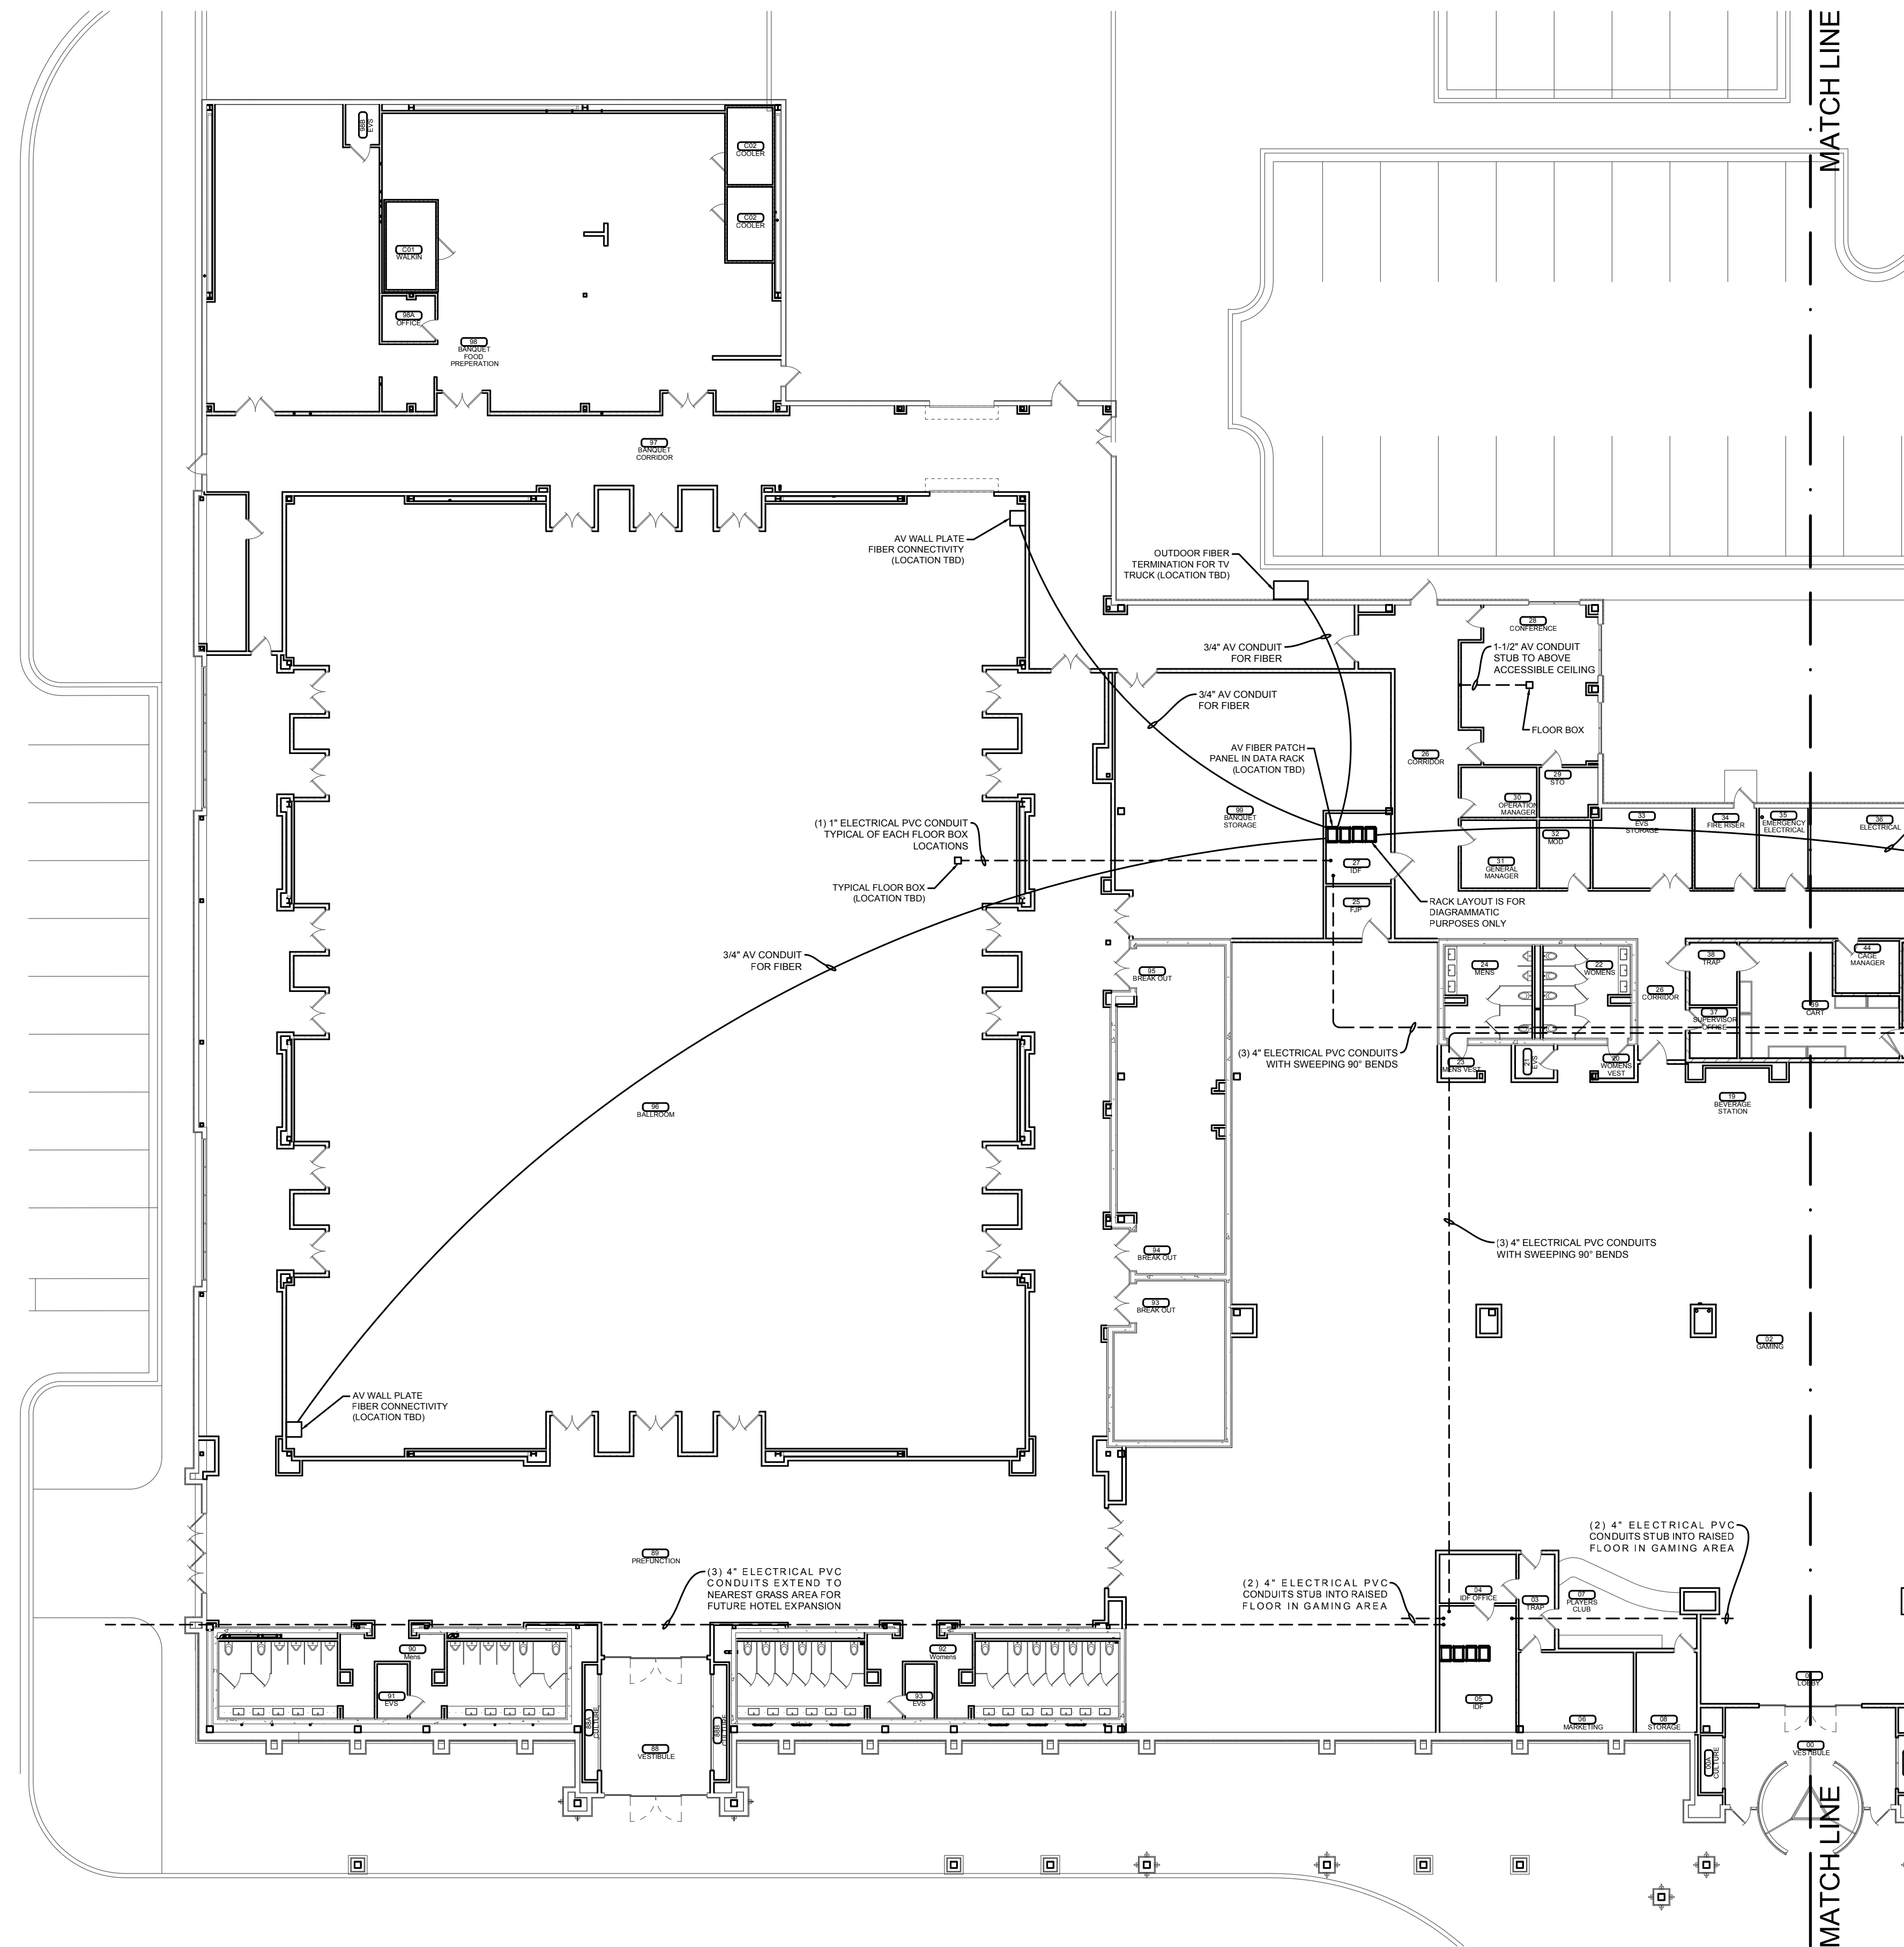 MATCH LINE
98B
EVS
C02
COOLER
C02
COOLER
C01
WALKIN
98A
OFFICE
98
BANQUET
FOOD
PREPERATION
97
BANQUET
CORRIDOR
AV WALL PLATE
FIBER CONNECTIVITY
(LOCATION TBD)
OUTDOOR FIBER
TERMINATION FOR TV
TRUCK (LOCATION TBD)
28
CONFERENCE
3/4" AV CONDUIT
FOR FIBER
1-1/2" AV CONDUIT
STUB TO ABOVE
ACCESSIBLE CEILING
3/4" AV CONDUIT
FOR FIBER
FLOOR BOX
AV FIBER PATCH
PANEL IN DATA RACK
(LOCATION TBD)
26
CORRIDOR
29
STO
30
OPERATION
MANAGER
99
BANQUET
STORAGE
33
EVS
STORAGE
34
FIRE RISER
35
EMERGENCY
ELECTRICAL
36
ELECTRICAL
32
MOD
(1) 1" ELECTRICAL PVC CONDUIT
TYPICAL OF EACH FLOOR BOX
LOCATIONS
27
IDF
31
GENERAL
MANAGER
TYPICAL FLOOR BOX
(LOCATION TBD)
25
FJP
RACK LAYOUT IS FOR
DIAGRAMMATIC
PURPOSES ONLY
3/4" AV CONDUIT
FOR FIBER
95
BREAK OUT
24
MENS
22
WOMENS
26
CORRIDOR
38
TRAP
44
CAGE
MANAGER
39
CART
37
SUPERVISOR
OFFICE
(3) 4" ELECTRICAL PVC CONDUITS
WITH SWEEPING 90° BENDS
23
MENS VEST
21
EVS
20
WOMENS
VEST
19
BEVERAGE
STATION
96
BALLROOM
94
BREAK OUT
(3) 4" ELECTRICAL PVC CONDUITS
WITH SWEEPING 90° BENDS
93
BREAK OUT
02
GAMING
AV WALL PLATE
FIBER CONNECTIVITY
(LOCATION TBD)
89
PREFUNCTION
(3) 4" ELECTRICAL PVC
CONDUITS EXTEND TO
NEAREST GRASS AREA FOR
FUTURE HOTEL EXPANSION
(2) 4" ELECTRICAL PVC
CONDUITS STUB INTO RAISED
FLOOR IN GAMING AREA
(2) 4" ELECTRICAL PVC
CONDUITS STUB INTO RAISED
FLOOR IN GAMING AREA
04
IDF OFFICE
03
TRAP
07
PLAYERS
CLUB
90
Mens
92
Womens
91
EVS
93
EVS
88A
CULTURE
88B
CULTURE
88
VESTIBULE
05
IDF
06
MARKETING
08
STORAGE
LOBBY
00
VESTIBULE
00A
CULTURE
MATCH LINE